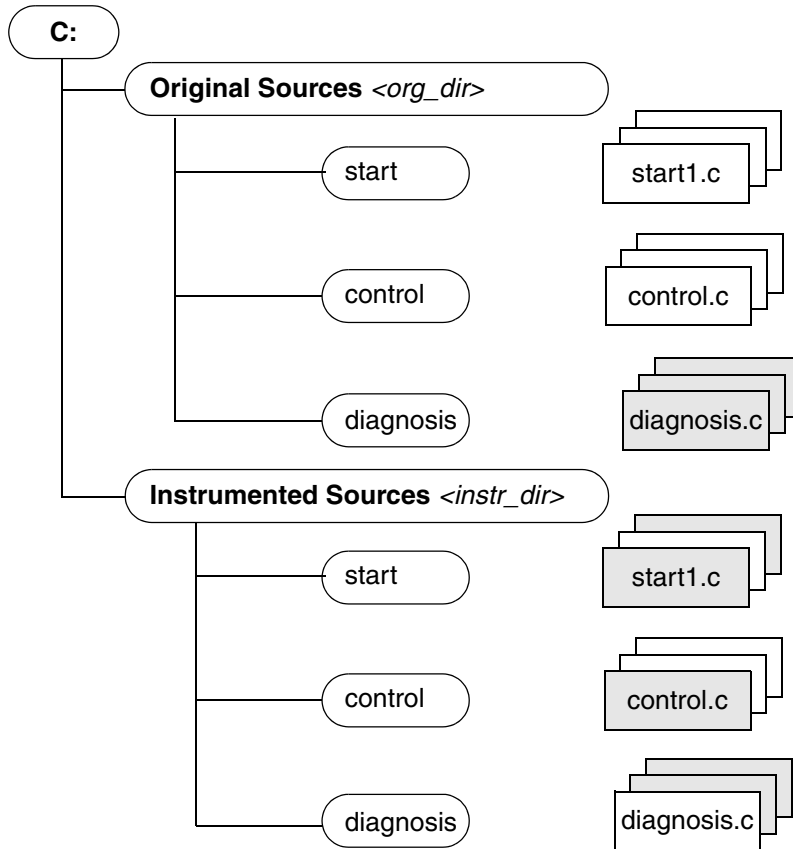 C:
Original Sources <org_dir>
start
start1.c
control
control.c
diagnosis
diagnosis.c
Instrumented Sources <instr_dir>
start
start1.c
control
control.c
diagnosis
diagnosis.c